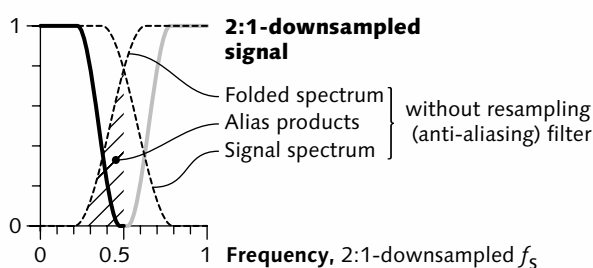 1
2:1-downsampled
signal
Folded spectrum
Alias products
Signal spectrum
without resampling
(anti-aliasing) filter
0
0 0.5 1
Frequency, 2:1-downsampled fS